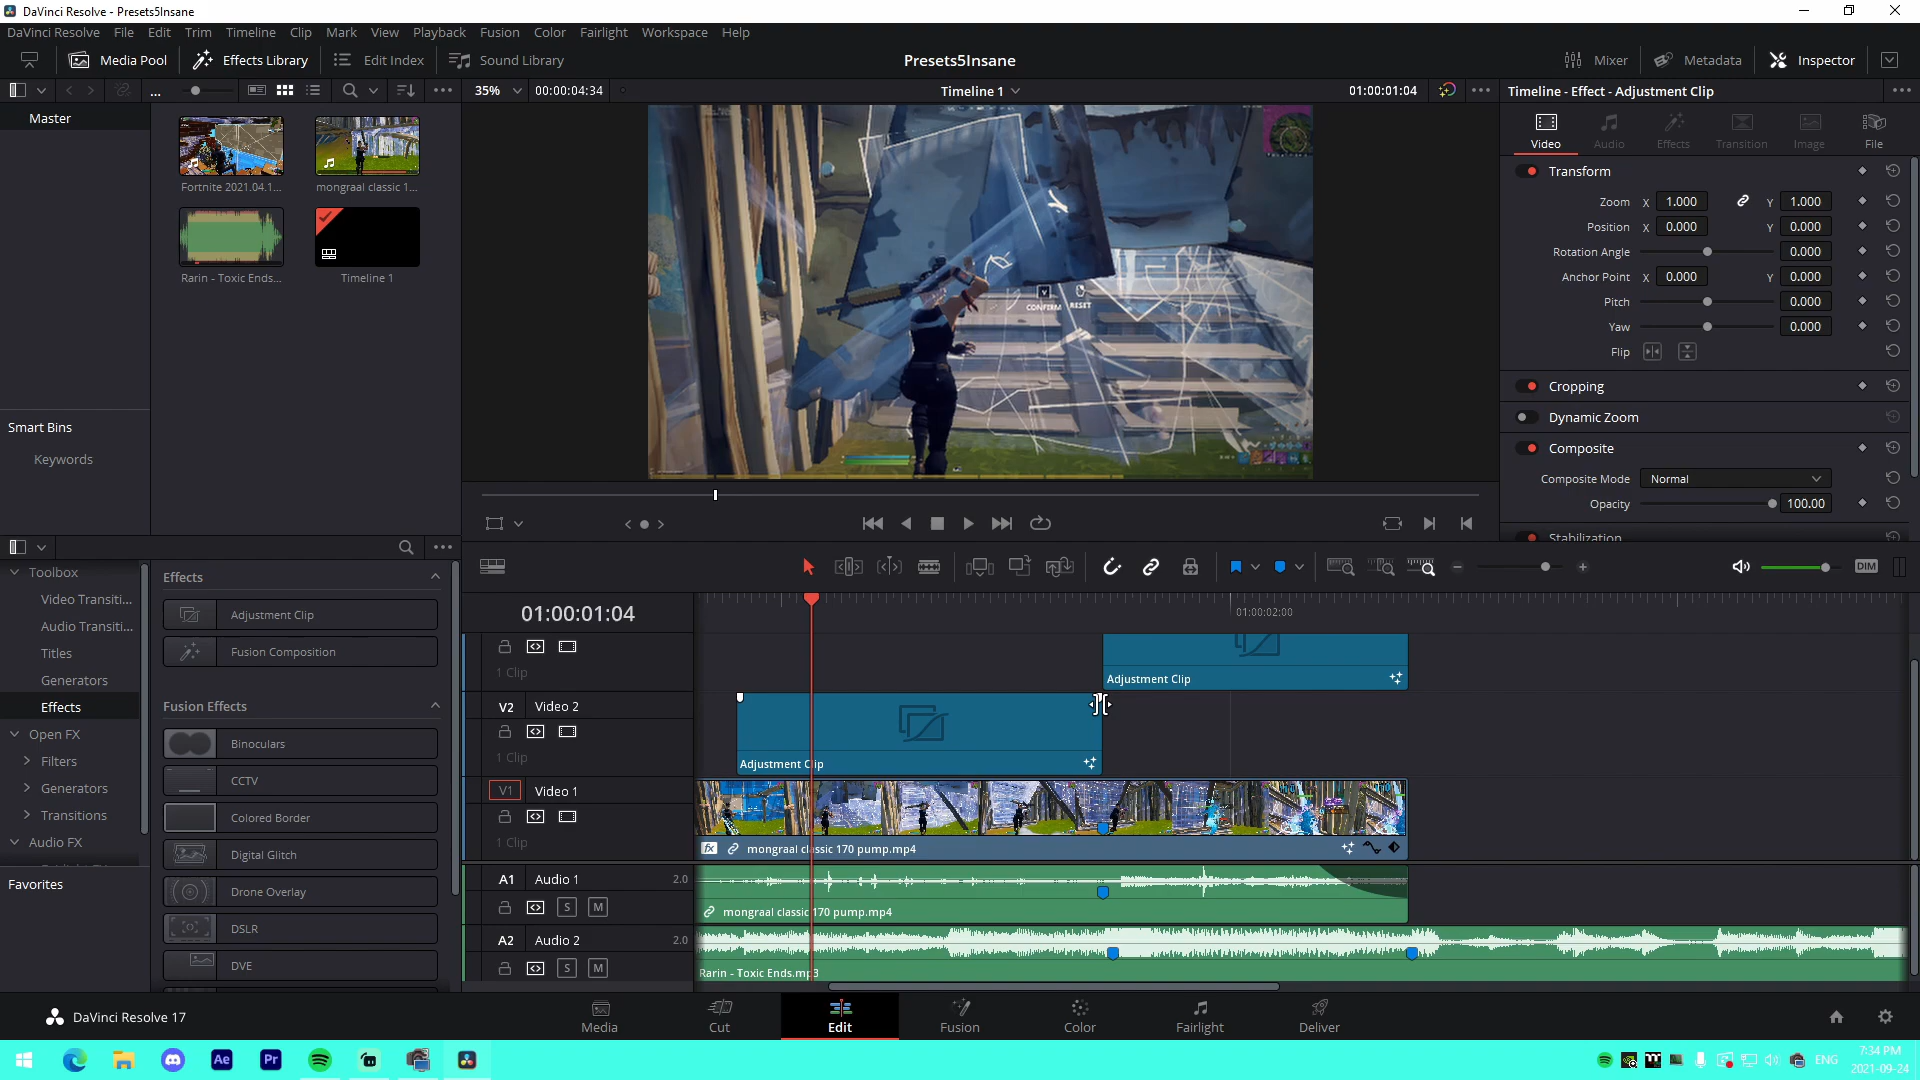 DaVinci Resolve - Presets5Insane
DaVinci Resolve File Edit Trim Timeline Clip Mark View Playback Fusion Color Fairlight Workspace Help
Media Pool Effects Library Edit Index Sound Library Presets5Insane Mixer Metadata Inspector
35% 00:00:04:34 Timeline 1 01:00:01:04 Timeline - Effect - Adjustment Clip
Master
Fortnite 2021.04.1...
mongraal classic 1...
Rarin - Toxic Ends...
Timeline 1
Smart Bins
Keywords
CONFIRM RESET
Video Audio Effects Transition Image File
Transform
Zoom X 1.000 Y 1.000
Position X 0.000 Y 0.000
Rotation Angle 0.000
Anchor Point X 0.000 Y 0.000
Pitch 0.000
Yaw 0.000
Flip
Cropping
Dynamic Zoom
Composite
Composite Mode Normal
Opacity 100.00
Stabilization
DIM
Toolbox
Video Transiti...
Audio Transiti...
Titles
Generators
Effects
Open FX
Filters
Generators
Transitions
Audio FX
Favorites
Effects
Adjustment Clip
Fusion Composition
Fusion Effects
Binoculars
CCTV
Colored Border
Digital Glitch
Drone Overlay
DSLR
DVE
01:00:01:04
01:00:02:00
1 Clip
Adjustment Clip
V2 Video 2
1 Clip
Adjustment Clip
V1 Video 1
1 Clip
fx mongraal classic 170 pump.mp4
A1 Audio 1 2.0
S M
mongraal classic 170 pump.mp4
A2 Audio 2 2.0
S M
Rarin - Toxic Ends.mp3
DaVinci Resolve 17
Media Cut Edit Fusion Color Fairlight Deliver
Ae Pr
ENG
7:34 PM
2021-09-24